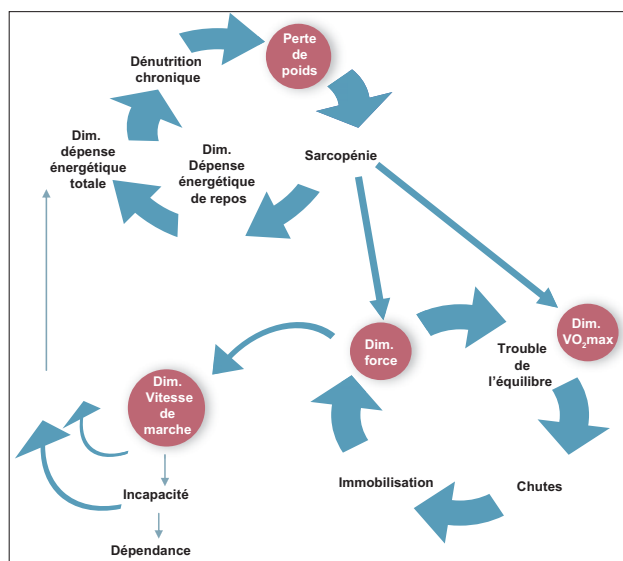 Perte
de
poids
Dénutrition
chronique
Dim.
dépense
énergétique
totale
Dim.
Dépense
énergétique
de repos
Sarcopénie
Dim.
force
Dim.
VO₂max
Trouble
de
l'équilibre
Dim.
Vitesse
de
marche
Immobilisation
Chutes
Incapacité
Dépendance